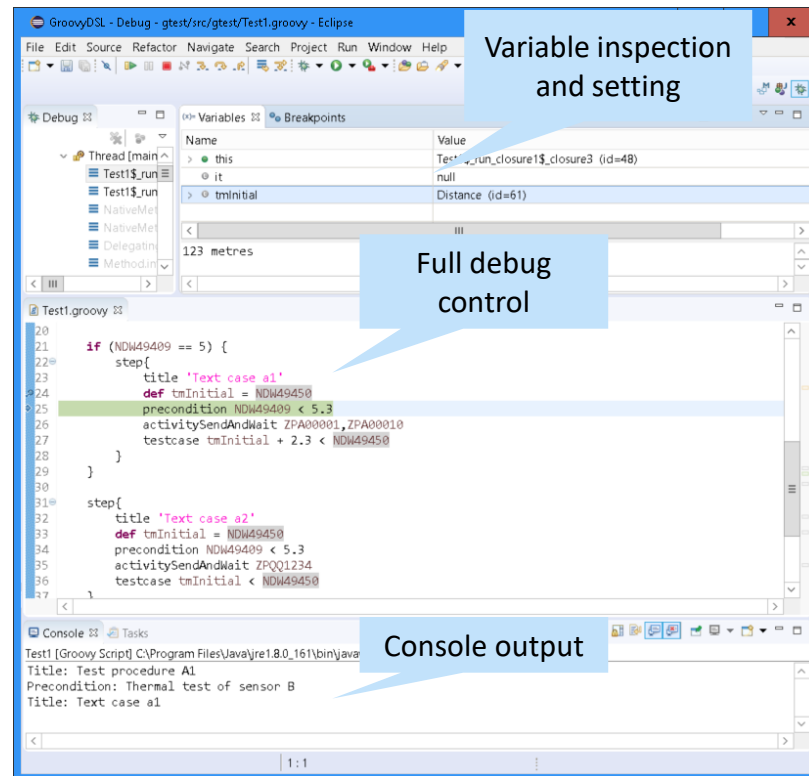 GroovyDSL - Debug - gtest/src/gtest/Test1.groovy - Eclipse
x
File Edit Source Refactor Navigate Search Project Run Window Help
Variable inspection
and setting
Debug
Variables Breakpoints
Name Value
Thread [main
this Test1$_run_closure1$_closure3 (id=48)
Test1$_run
it null
Test1$_run
tmInitial Distance (id=61)
NativeMet
NativeMet
Delegating
Method.in
123 metres
Full debug
control
Test1.groovy
20
21 if (NDW49409 == 5) {
22 step{
23 title 'Text case a1'
24 def tmInitial = NDW49450
25 precondition NDW49409 < 5.3
26 activitySendAndWait ZPA00001,ZPA00010
27 testcase tmInitial + 2.3 < NDW49450
28 }
29 }
30
31 step{
32 title 'Text case a2'
33 def tmInitial = NDW49450
34 precondition NDW49409 < 5.3
35 activitySendAndWait ZPQQ1234
36 testcase tmInitial < NDW49450
37 }
Console Tasks
Test1 [Groovy Script] C:\Program Files\Java\jre1.8.0_161\bin\java
Console output
Title: Test procedure A1
Precondition: Thermal test of sensor B
Title: Text case a1
1:1